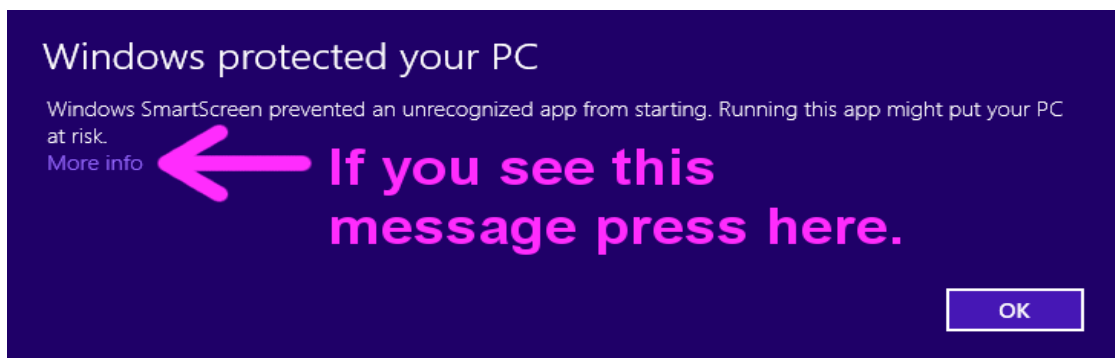 Windows protected your PC
Windows SmartScreen prevented an unrecognized app from starting. Running this app might put your PC
at risk.
More info
If you see this
message press here.
OK